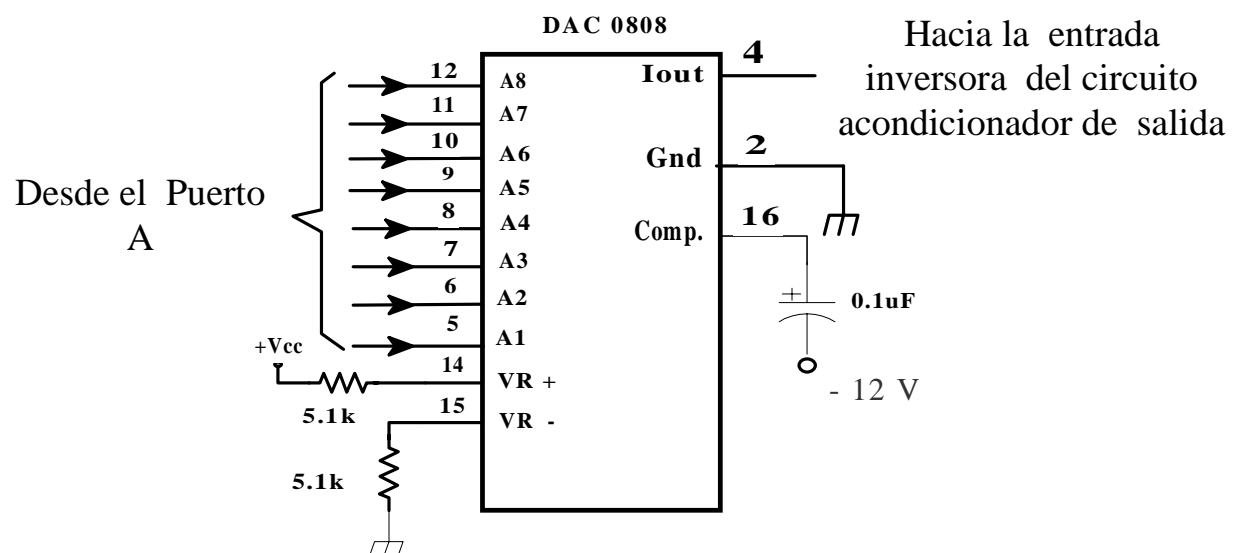 DAC 0808
Hacia la entrada
inversora del circuito
acondicionador de salida
Desde el Puerto
A
12 A8
11 A7
10 A6
9 A5
8 A4
7 A3
6 A2
5 A1
+Vcc
5.1k
14 VR +
15 VR -
5.1k
Iout 4
Gnd 2
Comp. 16
+
0.1uF
- 12 V